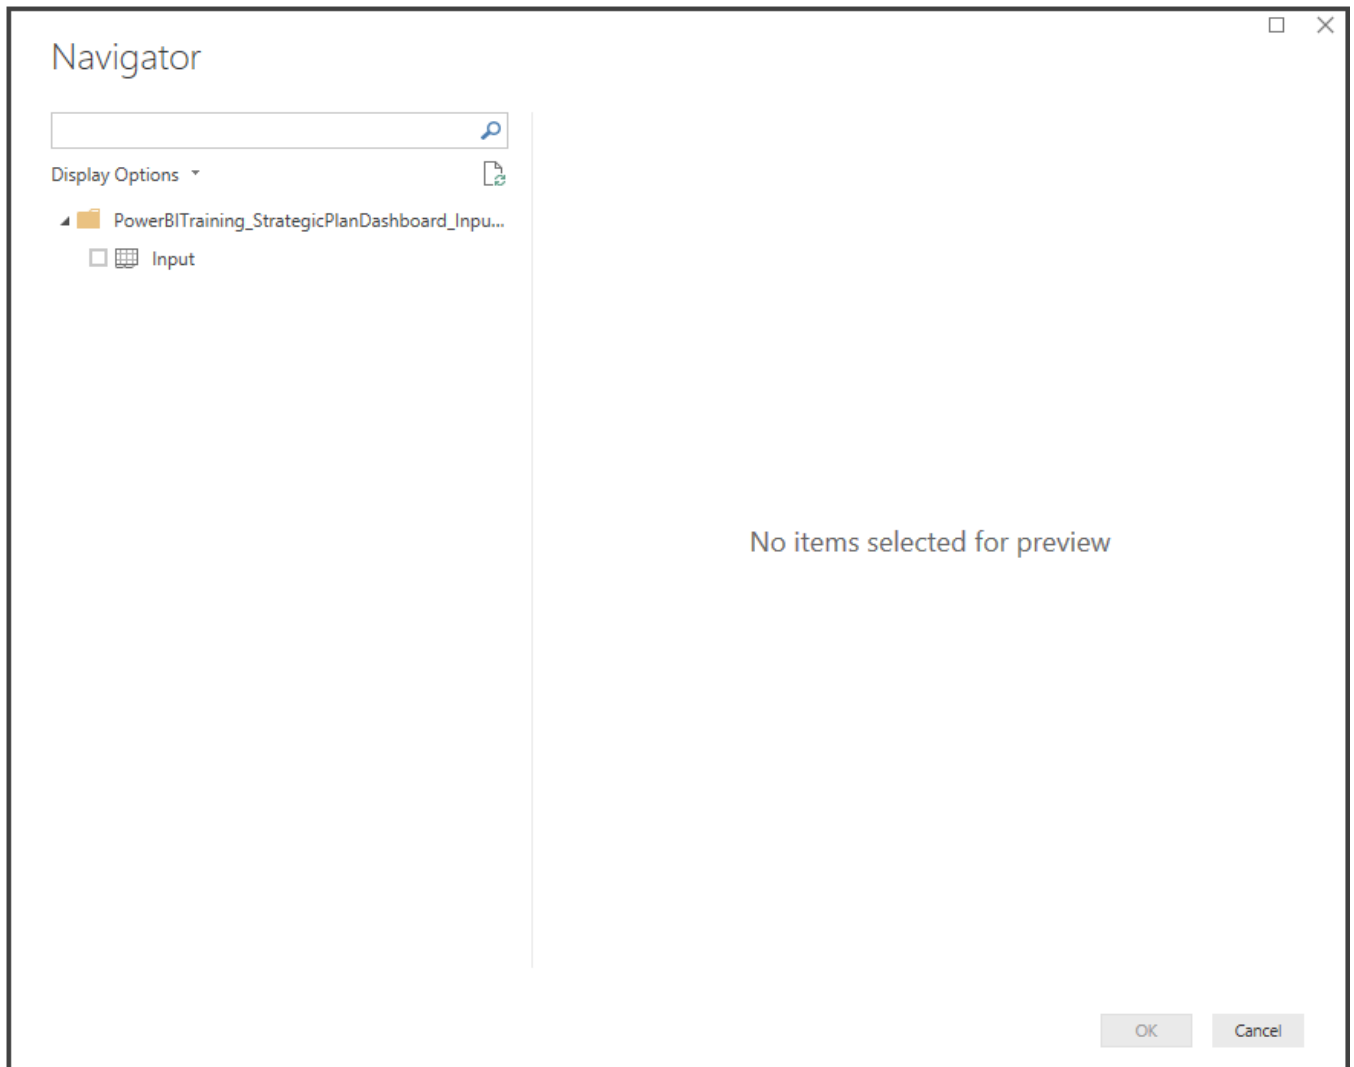 Navigator
Display Options
PowerBITraining_StrategicPlanDashboard_Inpu...
Input
No items selected for preview
OK
Cancel